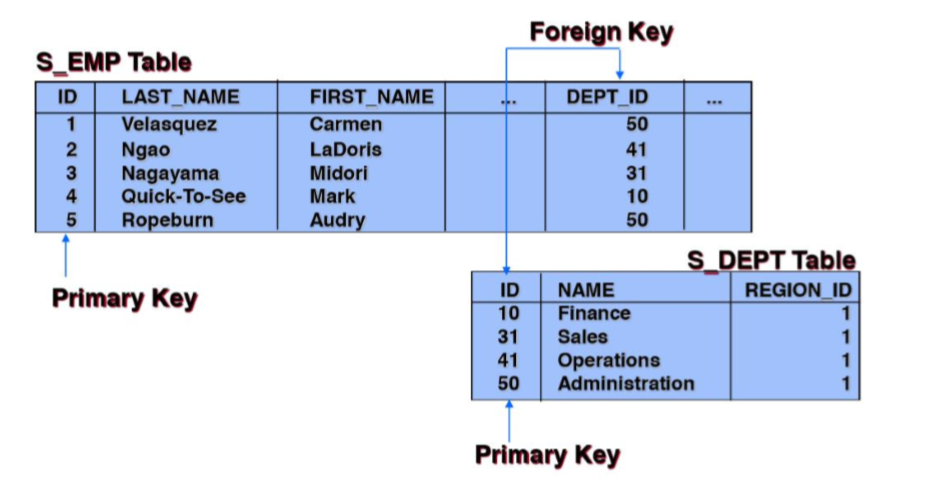 Foreign Key
S_EMP Table
ID LAST_NAME FIRST_NAME ... DEPT_ID ...
1 Velasquez Carmen 50
2 Ngao LaDoris 41
3 Nagayama Midori 31
4 Quick-To-See Mark 10
5 Ropeburn Audry 50
S_DEPT Table
Primary Key
ID NAME REGION_ID
10 Finance 1
31 Sales 1
41 Operations 1
50 Administration 1
Primary Key